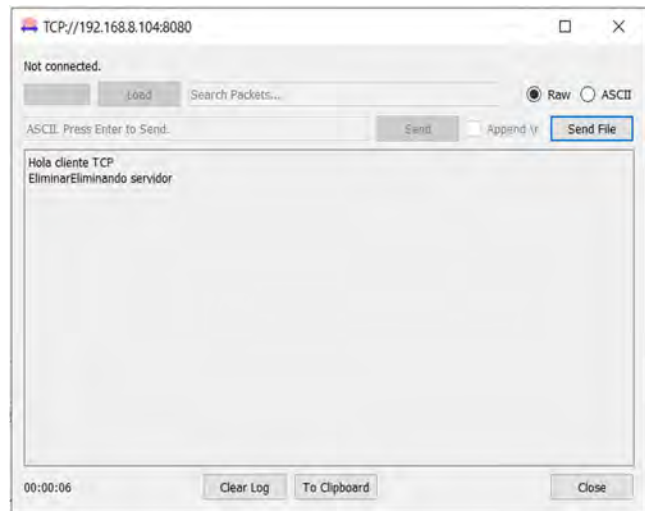 TCP://192.168.8.104:8080
Not connected.
Load Search Packets... Raw ASCII
ASCII. Press Enter to Send. Send Append \r Send File
Hola cliente TCP
EliminarEliminando servidor
00:00:06 Clear Log To Clipboard Close